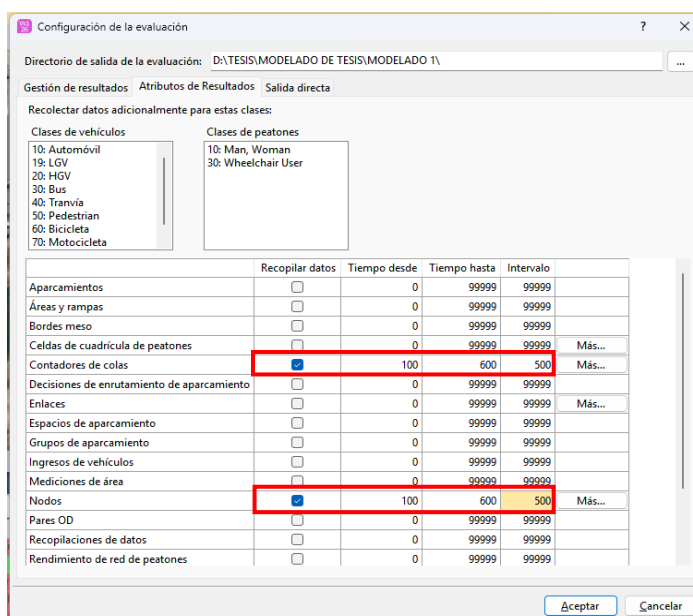 Vis!
26
Configuración de la evaluación
?
Directorio de salida de la evaluación: D:\TESIS\MODELADO DE TESIS\MODELADO 1\
...
Gestión de resultados Atributos de Resultados Salida directa
Recolectar datos adicionalmente para estas clases:
Clases de vehículos Clases de peatones
10: Automóvil 10: Man, Woman
19: LGV 30: Wheelchair User
20: HGV
30: Bus
40: Tranvía
50: Pedestrian
60: Bicicleta
70: Motocicleta
Recopilar datos Tiempo desde Tiempo hasta Intervalo
Aparcamientos 0 99999 99999
Áreas y rampas 0 99999 99999
Bordes meso 0 99999 99999
Celdas de cuadrícula de peatones 0 99999 99999 Más...
Contadores de colas 100 600 500 Más...
Decisiones de enrutamiento de aparcamiento 0 99999 99999
Enlaces 0 99999 99999 Más...
Espacios de aparcamiento 0 99999 99999
Grupos de aparcamiento 0 99999 99999
Ingresos de vehículos 0 99999 99999
Mediciones de área 0 99999 99999
Nodos 100 600 500 Más...
Pares OD 0 99999 99999
Recopilaciones de datos 0 99999 99999
Rendimiento de red de peatones 0 99999 99999
Aceptar Cancelar